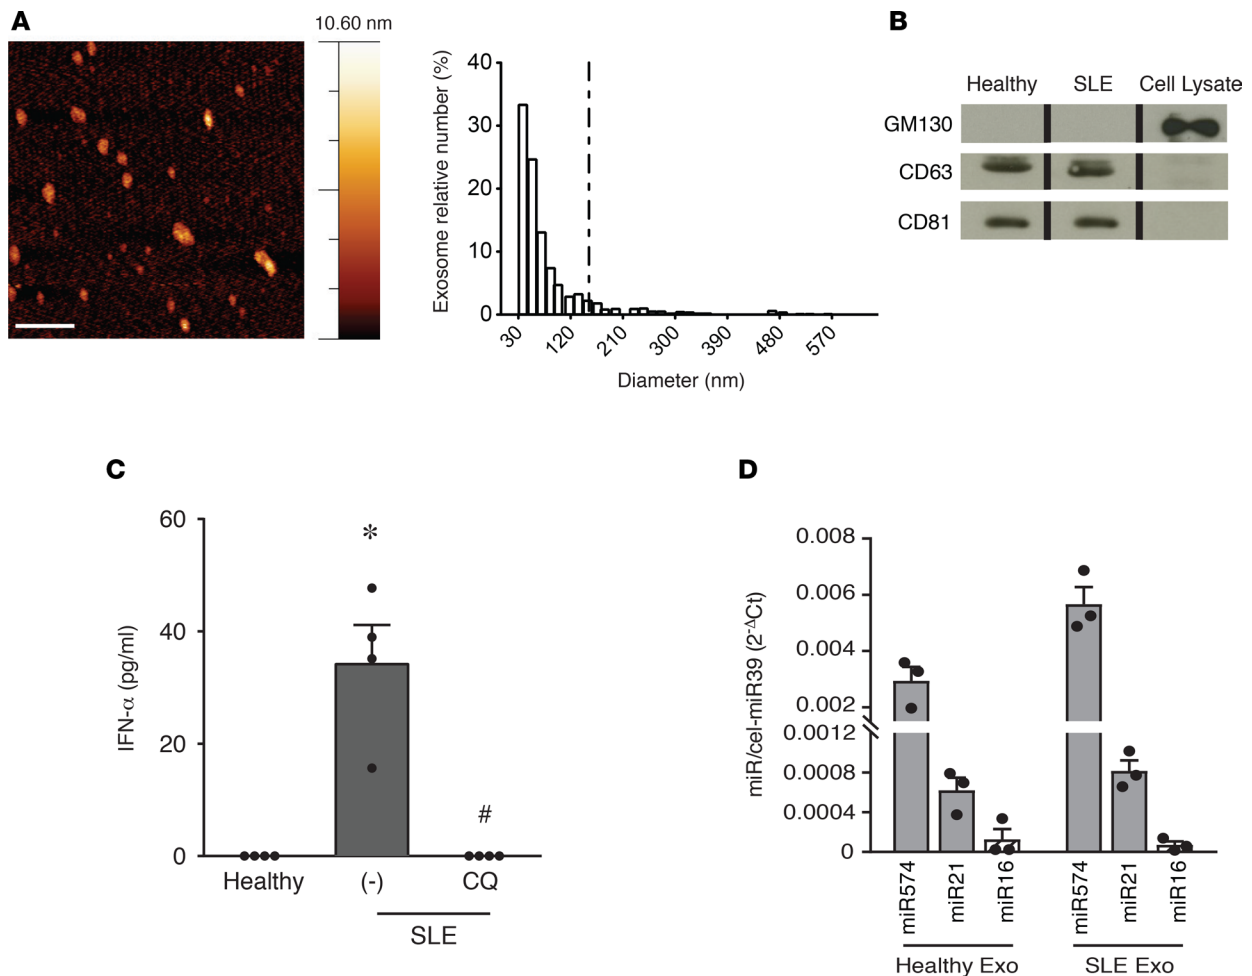 A
10.60 nm
Exosome relative number (%)
40
30
20
10
0
30
120
210
300
390
480
570
Diameter (nm)
B
Healthy SLE Cell Lysate
GM130
CD63
CD81
C
IFN-α (pg/ml)
60
40
20
0
*
#
Healthy (-) CQ
SLE
D
miR/cel-miR39 (2^-ΔCt)
0.008
0.006
0.004
0.002
0.0012
0.0008
0.0004
0
miR574
miR21
miR16
miR574
miR21
miR16
Healthy Exo SLE Exo